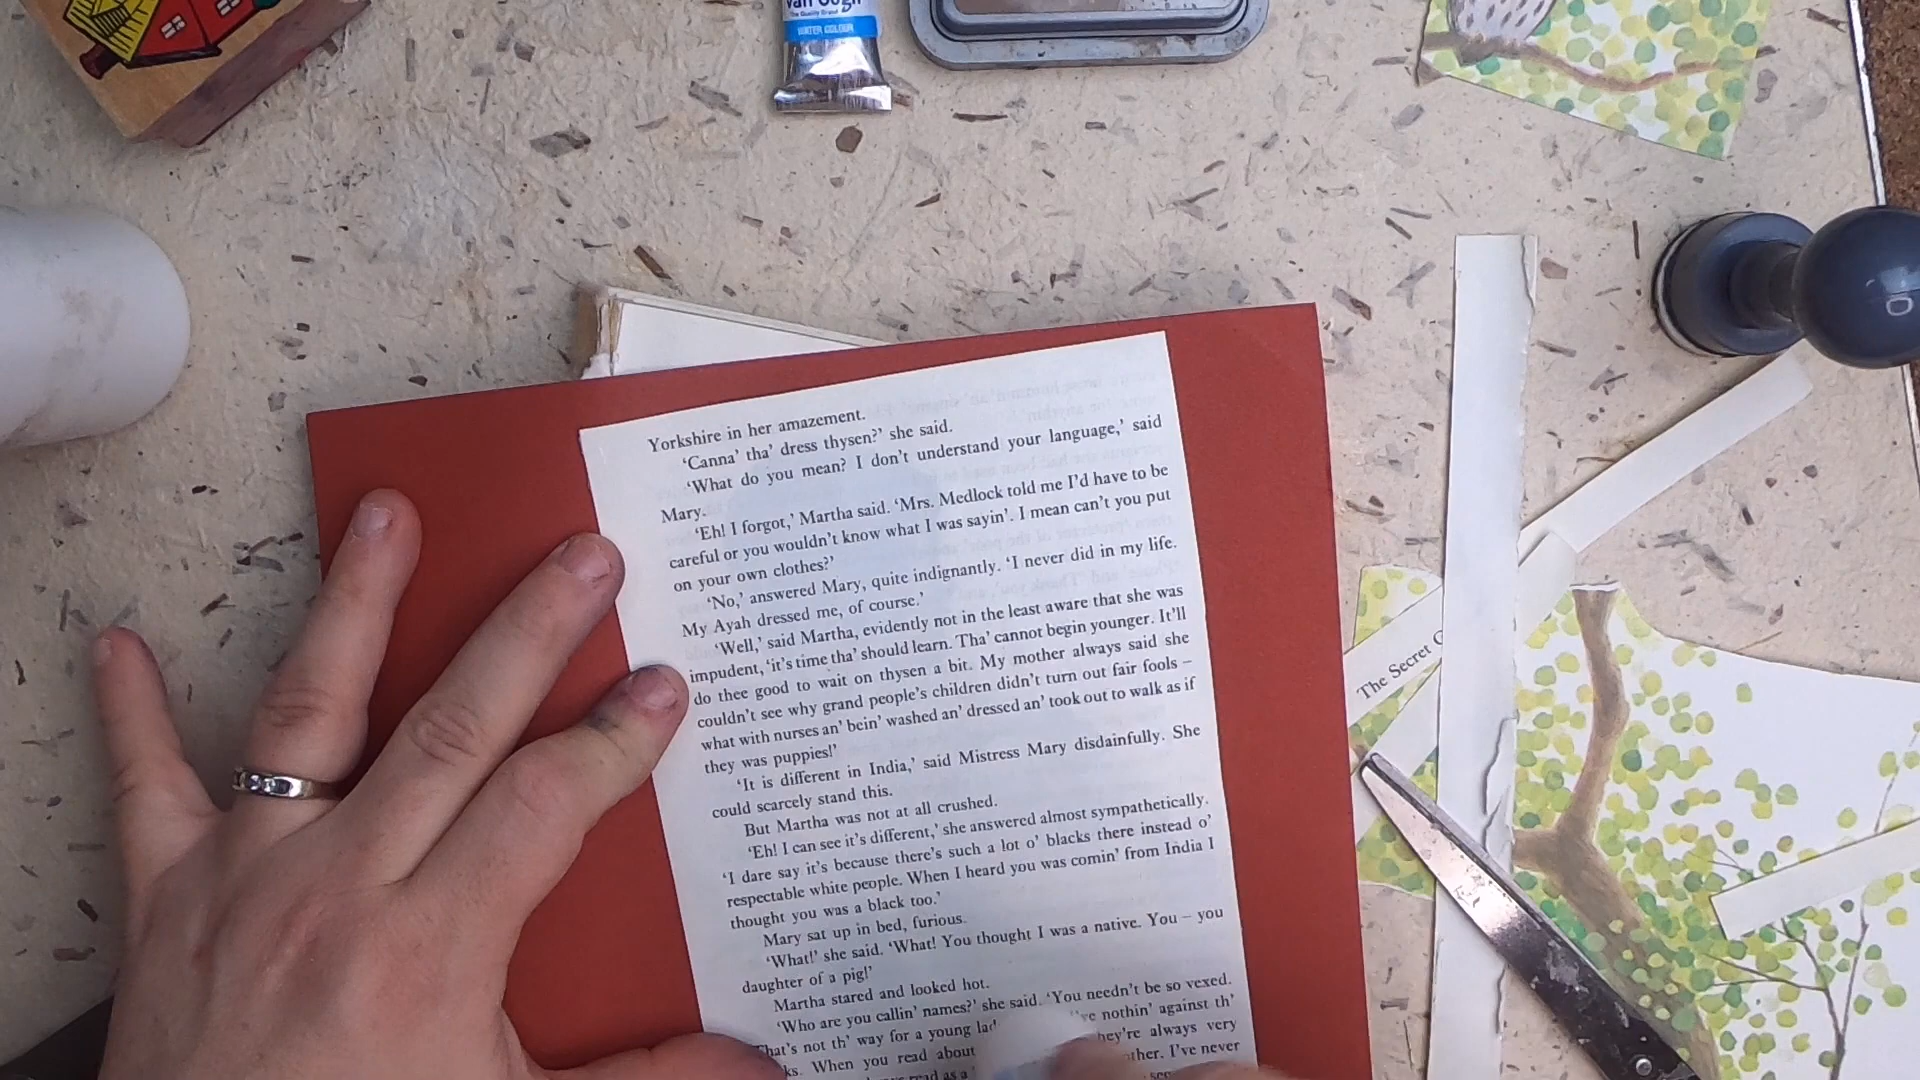 Van Gogh
The Quality Brand
WATER COLOUR
Yorkshire in her amazement.
‘Canna’ tha’ dress thysen?’ she said.
‘What do you mean? I don’t understand your language,’ said
Mary.
‘Eh! I forgot,’ Martha said. ‘Mrs. Medlock told me I’d have to be
careful or you wouldn’t know what I was sayin’. I mean can’t you put
on your own clothes?’
‘No,’ answered Mary, quite indignantly. ‘I never did in my life.
My Ayah dressed me, of course.’
‘Well,’ said Martha, evidently not in the least aware that she was
impudent, ‘it’s time tha’ should learn. Tha’ cannot begin younger. It’ll
do thee good to wait on thysen a bit. My mother always said she
couldn’t see why grand people’s children didn’t turn out fair fools –
what with nurses an’ bein’ washed an’ dressed an’ took out to walk as if
they was puppies!’
‘It is different in India,’ said Mistress Mary disdainfully. She
could scarcely stand this.
But Martha was not at all crushed.
‘Eh! I can see it’s different,’ she answered almost sympathetically.
‘I dare say it’s because there’s such a lot o’ blacks there instead o’
respectable white people. When I heard you was comin’ from India I
thought you was a black too.’
Mary sat up in bed, furious.
‘What!’ she said. ‘What! You thought I was a native. You – you
daughter of a pig!’
Martha stared and looked hot.
‘Who are you callin’ names?’ she said. ‘You needn’t be so vexed.
That’s not th’ way for a young nothin’ against th’
When you read about they’re always very
read as a I’ve never
The Secret